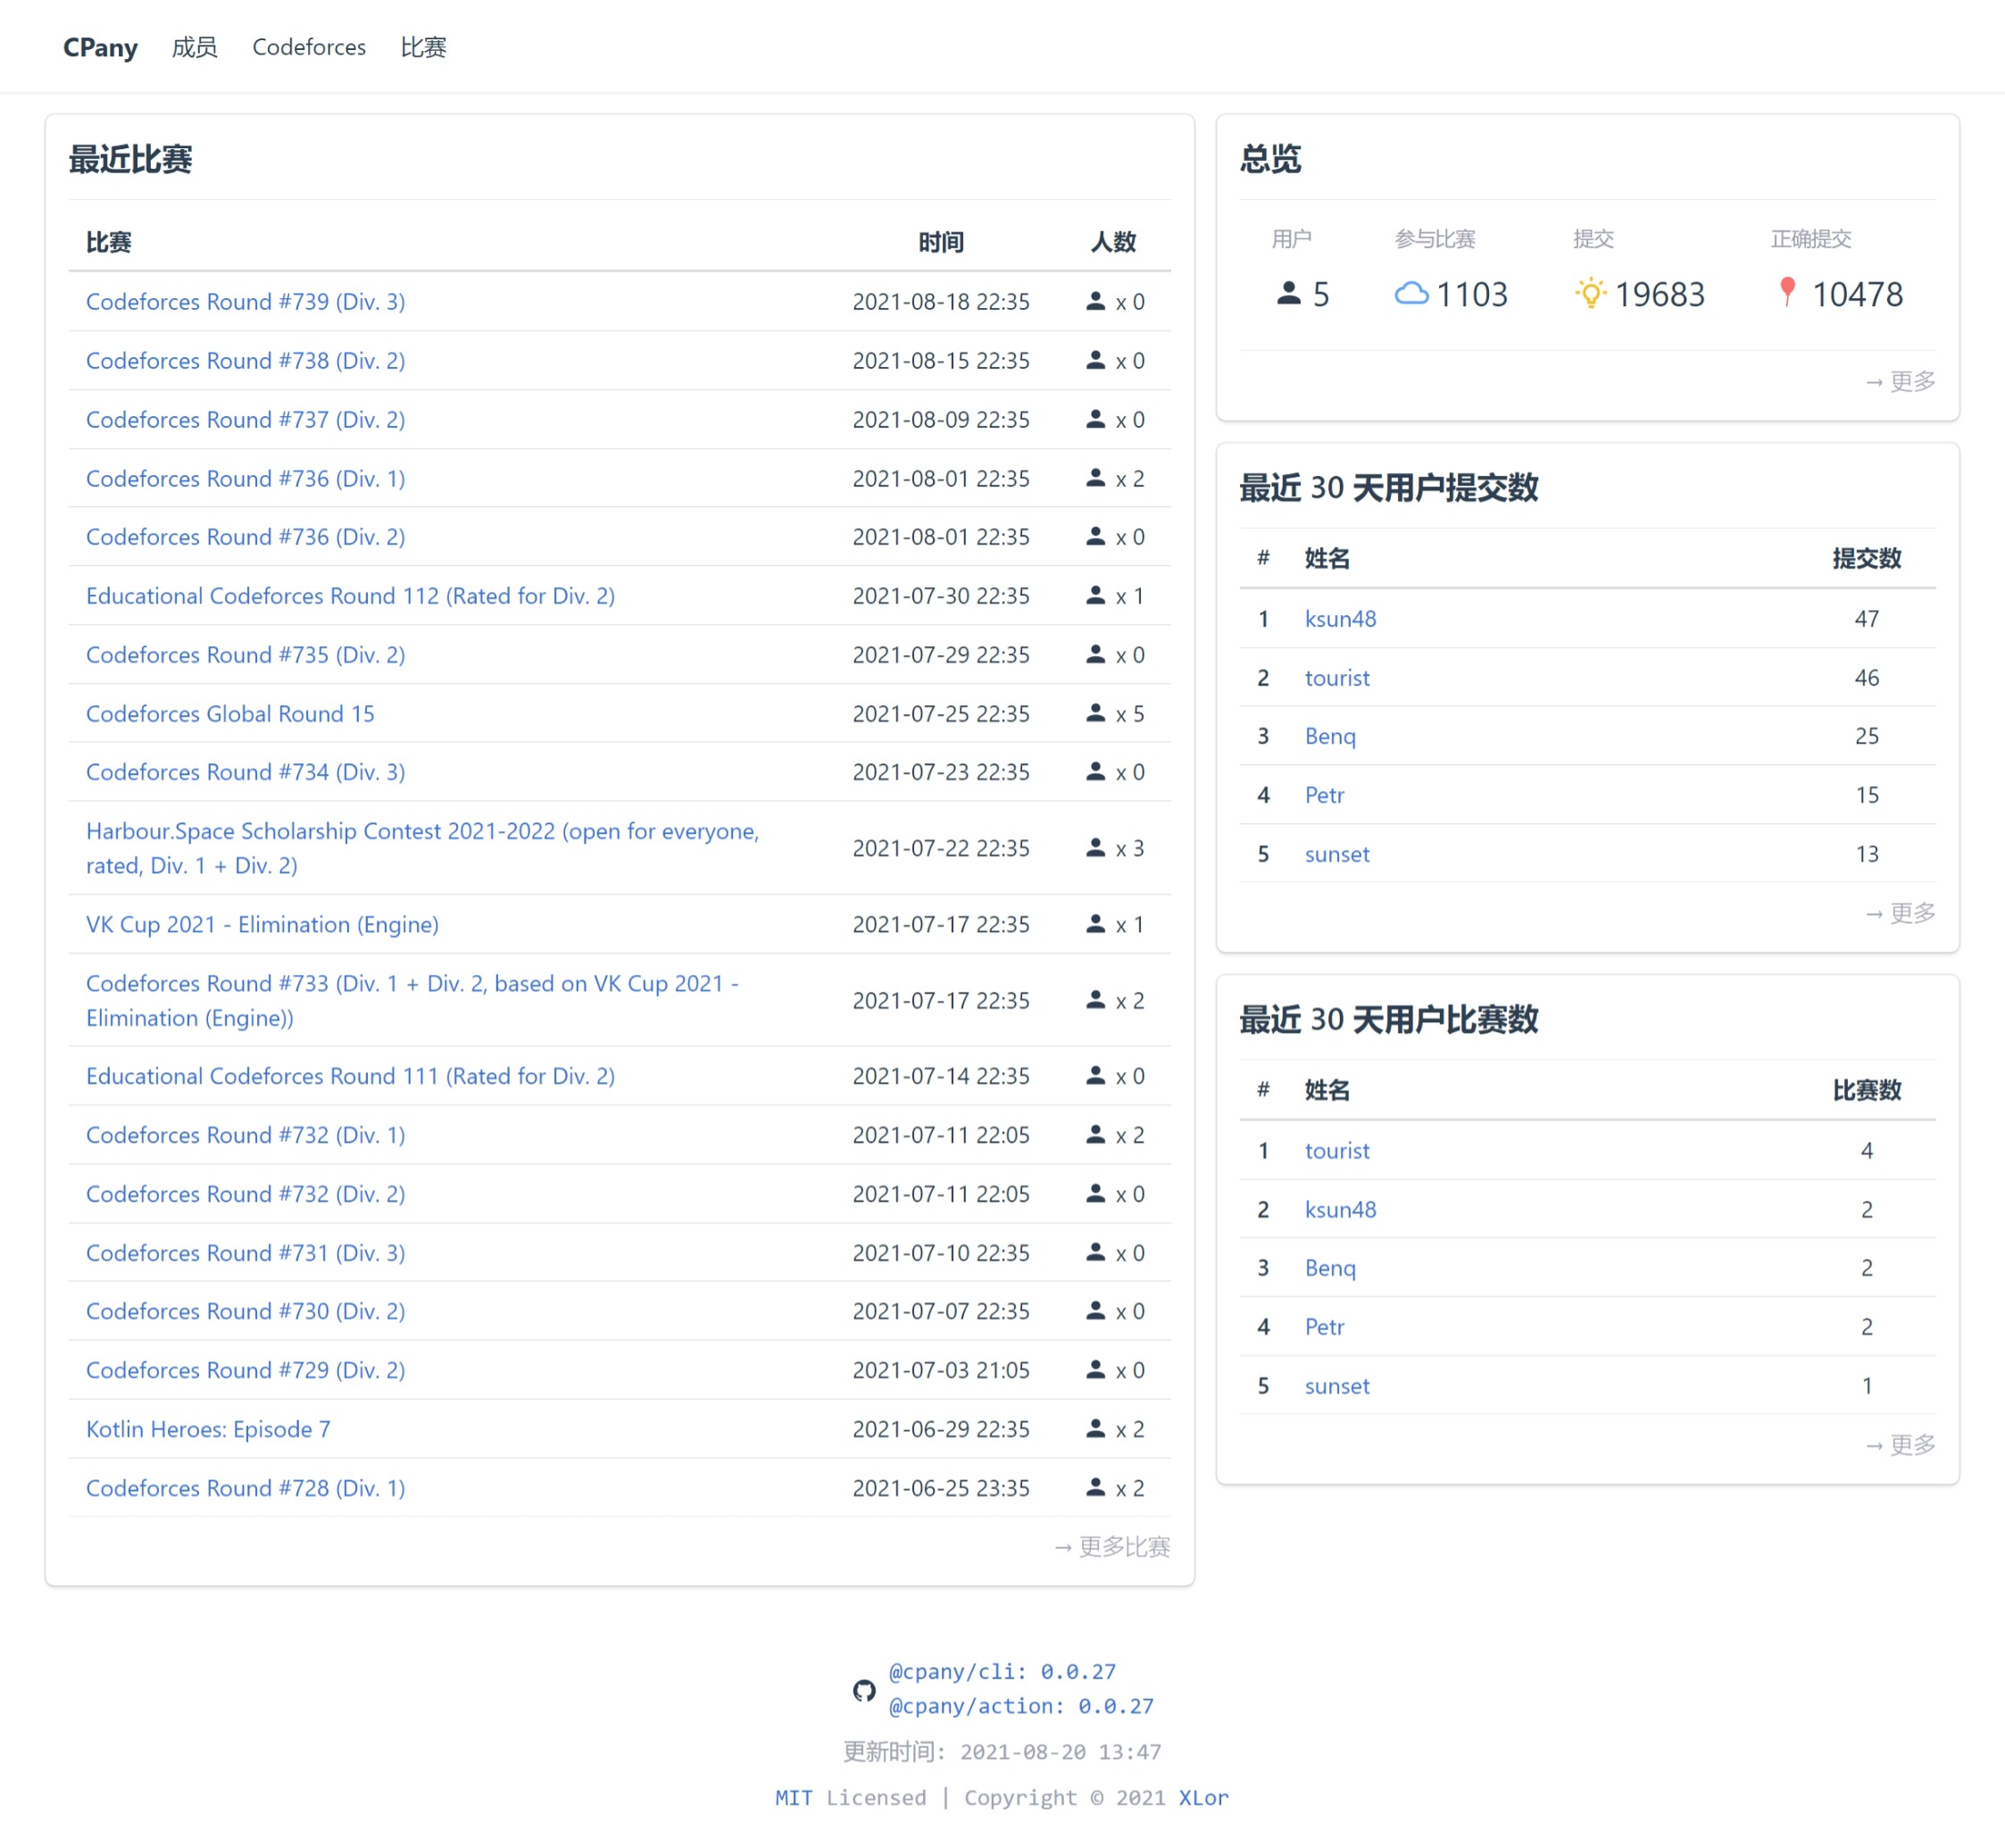 CPany 成员 Codeforces 比赛
最近比赛
比赛 时间 人数
Codeforces Round #739 (Div. 3) 2021-08-18 22:35 x 0
Codeforces Round #738 (Div. 2) 2021-08-15 22:35 x 0
Codeforces Round #737 (Div. 2) 2021-08-09 22:35 x 0
Codeforces Round #736 (Div. 1) 2021-08-01 22:35 x 2
Codeforces Round #736 (Div. 2) 2021-08-01 22:35 x 0
Educational Codeforces Round 112 (Rated for Div. 2) 2021-07-30 22:35 x 1
Codeforces Round #735 (Div. 2) 2021-07-29 22:35 x 0
Codeforces Global Round 15 2021-07-25 22:35 x 5
Codeforces Round #734 (Div. 3) 2021-07-23 22:35 x 0
Harbour.Space Scholarship Contest 2021-2022 (open for everyone,
rated, Div. 1 + Div. 2) 2021-07-22 22:35 x 3
VK Cup 2021 - Elimination (Engine) 2021-07-17 22:35 x 1
Codeforces Round #733 (Div. 1 + Div. 2, based on VK Cup 2021 -
Elimination (Engine)) 2021-07-17 22:35 x 2
Educational Codeforces Round 111 (Rated for Div. 2) 2021-07-14 22:35 x 0
Codeforces Round #732 (Div. 1) 2021-07-11 22:05 x 2
Codeforces Round #732 (Div. 2) 2021-07-11 22:05 x 0
Codeforces Round #731 (Div. 3) 2021-07-10 22:35 x 0
Codeforces Round #730 (Div. 2) 2021-07-07 22:35 x 0
Codeforces Round #729 (Div. 2) 2021-07-03 21:05 x 0
Kotlin Heroes: Episode 7 2021-06-29 22:35 x 2
Codeforces Round #728 (Div. 1) 2021-06-25 23:35 x 2
→ 更多比赛
总览
用户 参与比赛 提交 正确提交
5 1103 19683 10478
→ 更多
最近 30 天用户提交数
# 姓名 提交数
1 ksun48 47
2 tourist 46
3 Benq 25
4 Petr 15
5 sunset 13
→ 更多
最近 30 天用户比赛数
# 姓名 比赛数
1 tourist 4
2 ksun48 2
3 Benq 2
4 Petr 2
5 sunset 1
→ 更多
@cpany/cli: 0.0.27
@cpany/action: 0.0.27
更新时间: 2021-08-20 13:47
MIT Licensed | Copyright © 2021 XLor